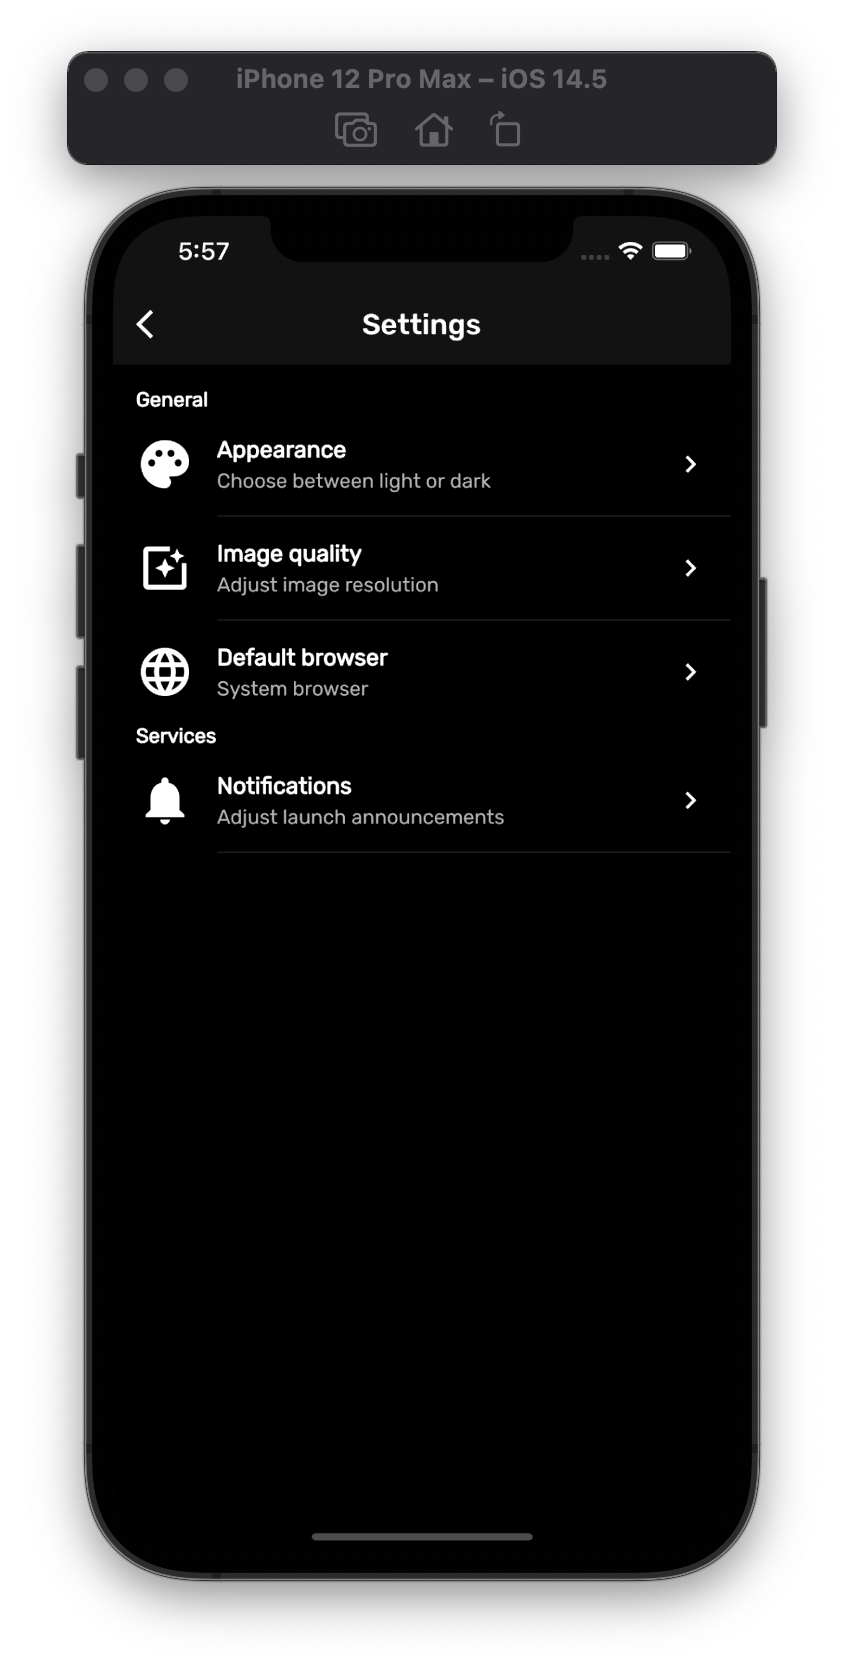 iPhone 12 Pro Max – iOS 14.5
5:57
Settings
General
Appearance
Choose between light or dark
Image quality
Adjust image resolution
Default browser
System browser
Services
Notifications
Adjust launch announcements